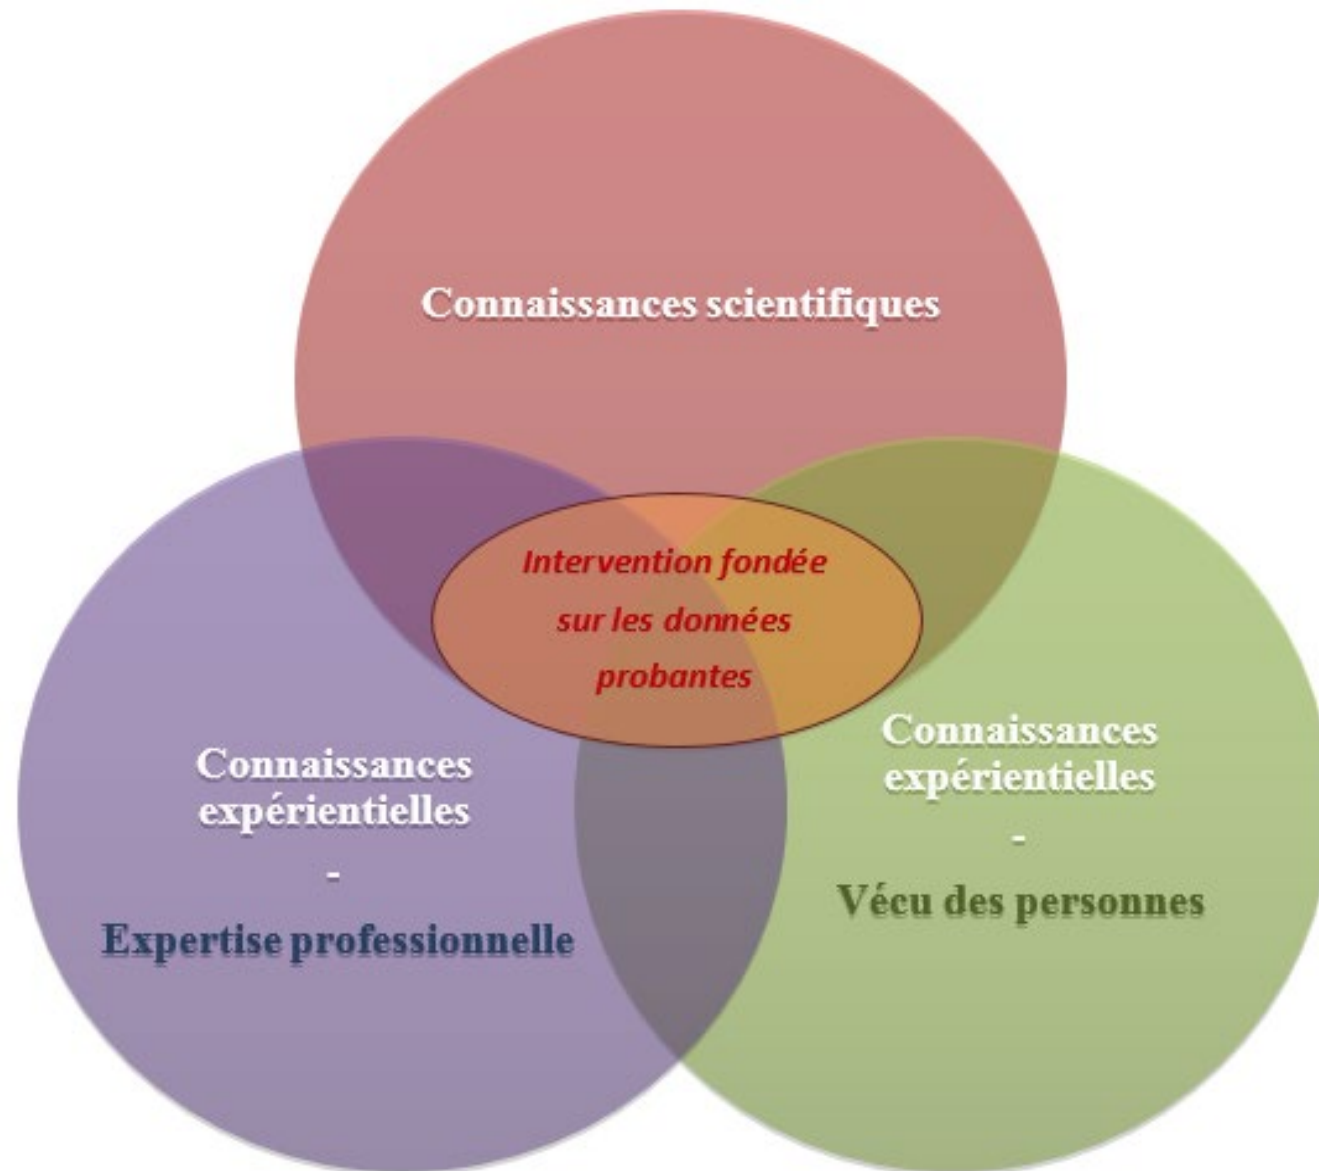 Connaissances scientifiques
Intervention fondée
sur les données
probantes
Connaissances
expérientielles
-
Expertise professionnelle
Connaissances
expérientielles
-
Vécu des personnes